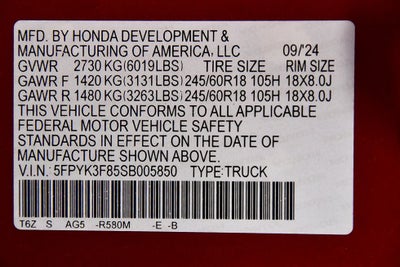 MFD. BY HONDA DEVELOPMENT &
MANUFACTURING OF AMERICA, LLC 09/'24
GVWR 2730 KG(6019LBS) TIRE SIZE RIM SIZE
GAWR F 1420 KG(3131LBS) 245/60R18 105H 18X8.0J
GAWR R 1480 KG(3263LBS) 245/60R18 105H 18X8.0J
THIS VEHICLE CONFORMS TO ALL APPLICABLE
FEDERAL MOTOR VEHICLE SAFETY
STANDARDS IN EFFECT ON THE DATE OF
MANUFACTURE SHOWN ABOVE.
V.I.N.: 5FPYK3F85SB005850 TYPE:TRUCK
T6Z S AG5 -R580M -E -B